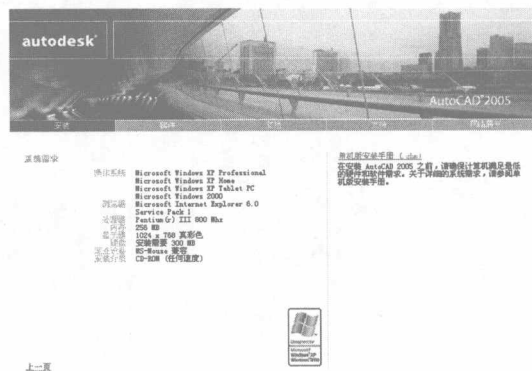 autodesk
AutoCAD 2005
安装
系统需求
操作系统 Microsoft Windows XP Professional
Microsoft Windows XP Home
Microsoft Windows XP Tablet PC
Microsoft Windows 2000
浏览器 Microsoft Internet Explorer 6.0
Service Pack 1
处理器 Pentium(r) III 800 Mhz
内存 256 MB
显示器 1024 x 768 真彩色
硬盘 安装需要 300 MB
定点设备 MS-Mouse 兼容
安装介质 CD-ROM (任何速度)
单机版安装手册 (.chm)
在安装 AutoCAD 2005 之前，请确保计算机满足最低
的硬件和软件需求。关于详细的系统需求，请参阅单
机版安装手册。
Designed for
Microsoft
Windows XP
上一页